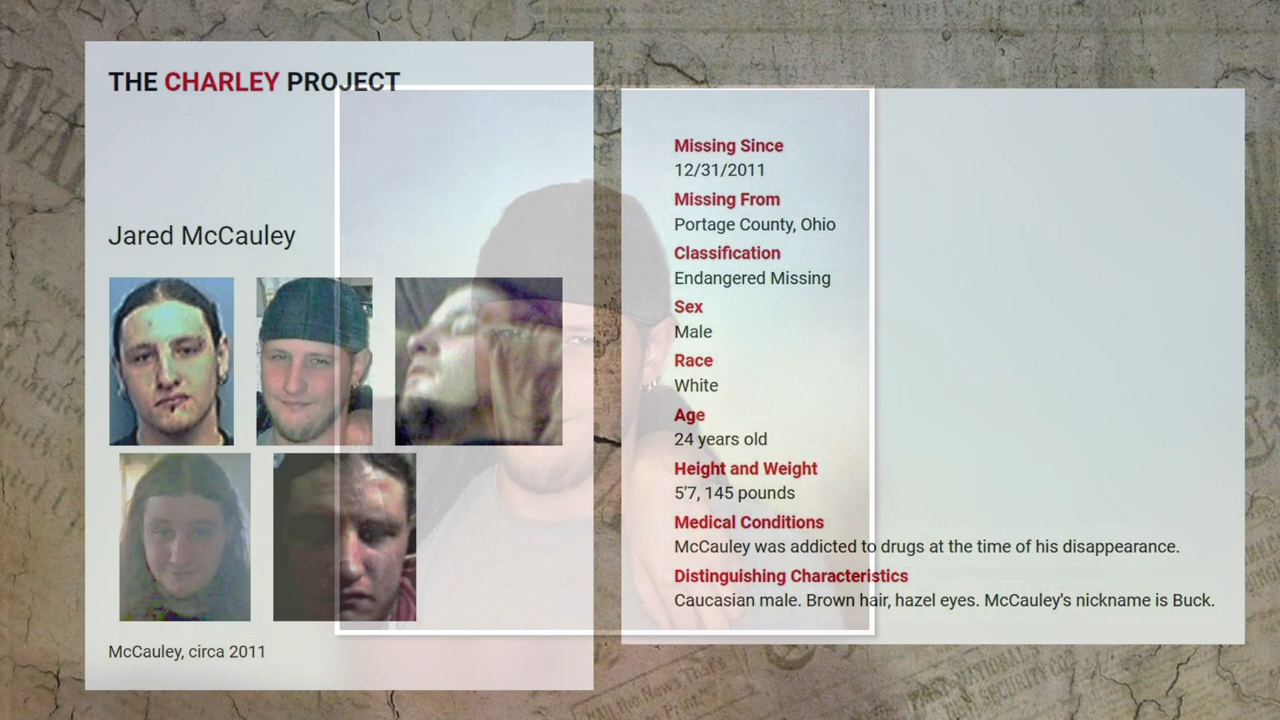 THE CHARLEY PROJECT
Jared McCauley
McCauley, circa 2011
Missing Since
12/31/2011
Missing From
Portage County, Ohio
Classification
Endangered Missing
Sex
Male
Race
White
Age
24 years old
Height and Weight
5'7, 145 pounds
Medical Conditions
McCauley was addicted to drugs at the time of his disappearance.
Distinguishing Characteristics
Caucasian male. Brown hair, hazel eyes. McCauley's nickname is Buck.